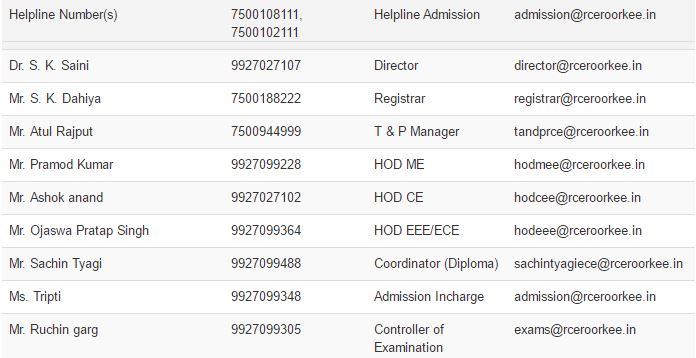 Helpline Number(s) 7500108111, Helpline Admission admission@rceroorkee.in
7500102111
Dr. S. K. Saini 9927027107 Director director@rceroorkee.in
Mr. S. K. Dahiya 7500188222 Registrar registrar@rceroorkee.in
Mr. Atul Rajput 7500944999 T & P Manager tandprce@rceroorkee.in
Mr. Pramod Kumar 9927099228 HOD ME hodmee@rceroorkee.in
Mr. Ashok anand 9927027102 HOD CE hodcee@rceroorkee.in
Mr. Ojaswa Pratap Singh 9927099364 HOD EEE/ECE hodeee@rceroorkee.in
Mr. Sachin Tyagi 9927099488 Coordinator (Diploma) sachintyagiece@rceroorkee.in
Ms. Tripti 9927099348 Admission Incharge admission@rceroorkee.in
Mr. Ruchin garg 9927099305 Controller of exams@rceroorkee.in
Examination